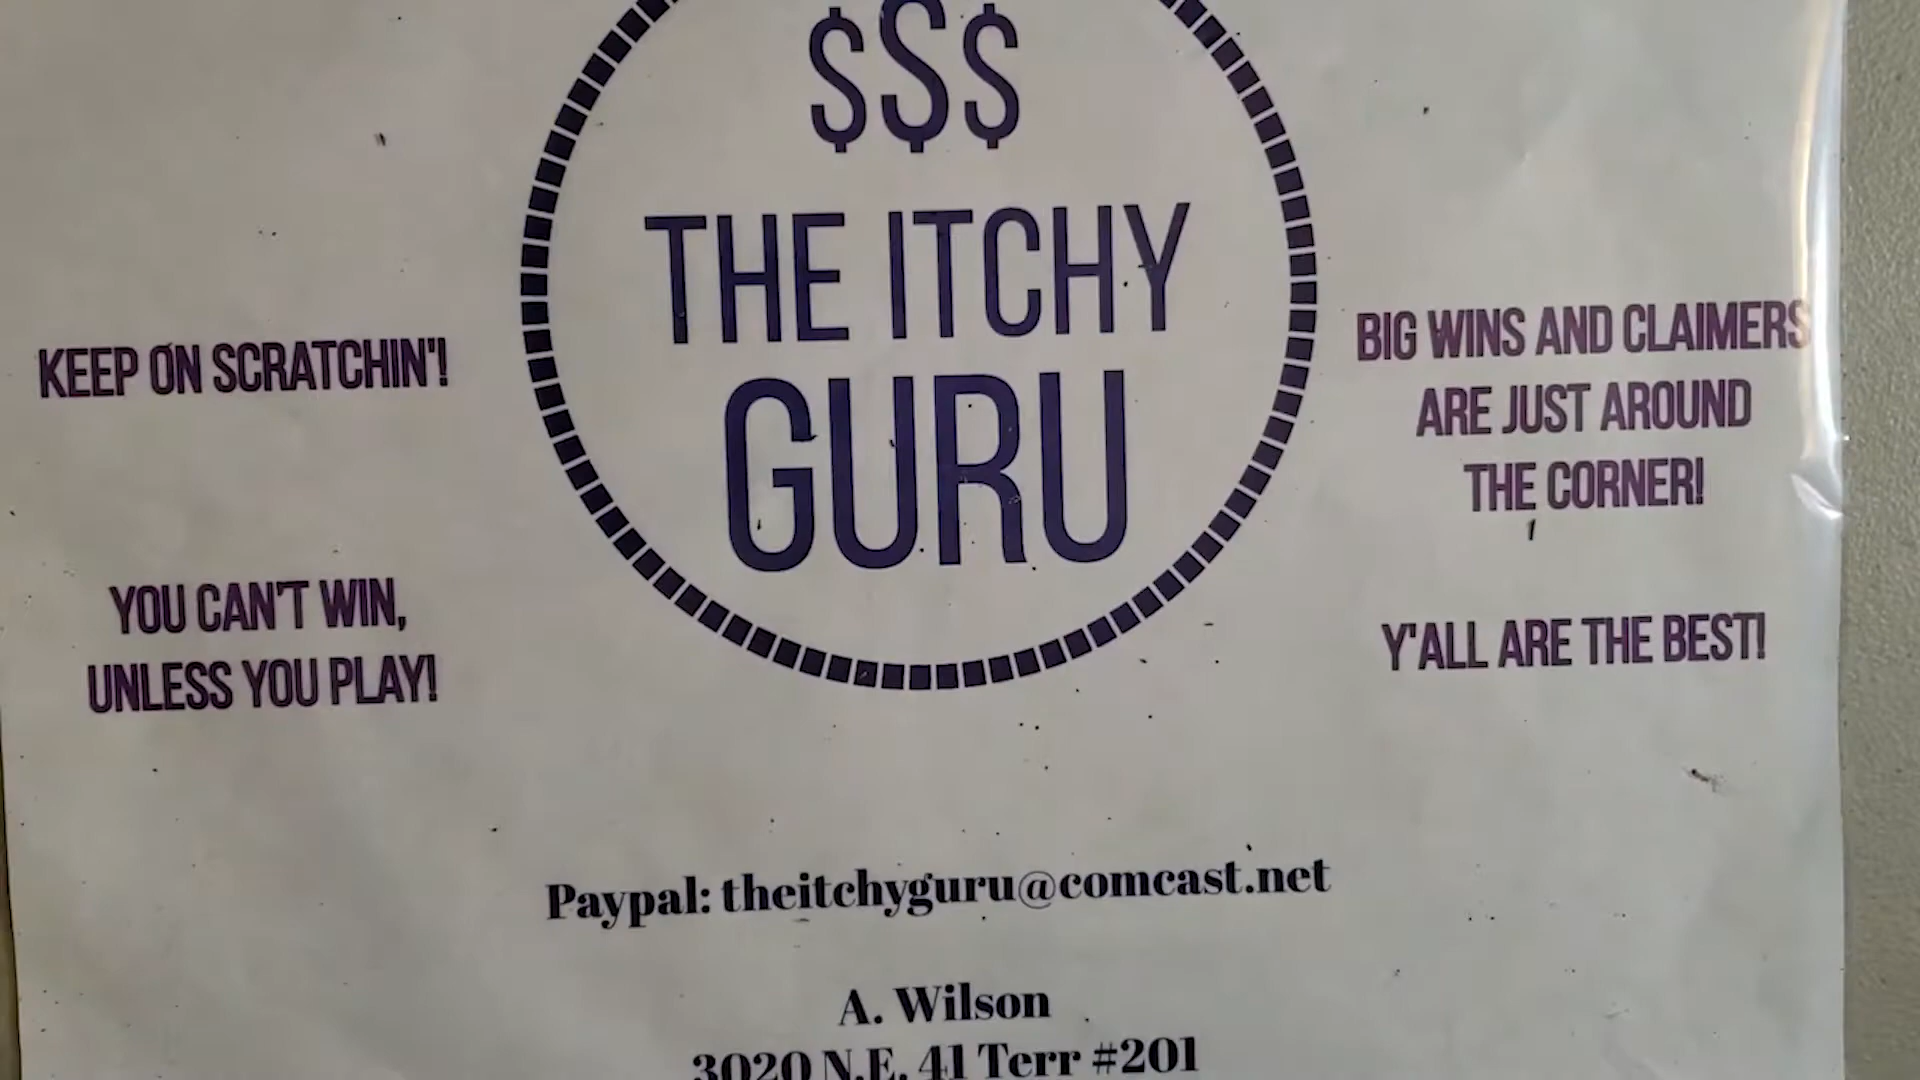 $$$
THE ITCHY
GURU
KEEP ON SCRATCHIN'!
YOU CAN'T WIN,
UNLESS YOU PLAY!
BIG WINS AND CLAIMERS
ARE JUST AROUND
THE CORNER!
Y'ALL ARE THE BEST!
Paypal: theitchyguru@comcast.net
A. Wilson
3020 N.E. 41 Terr #201